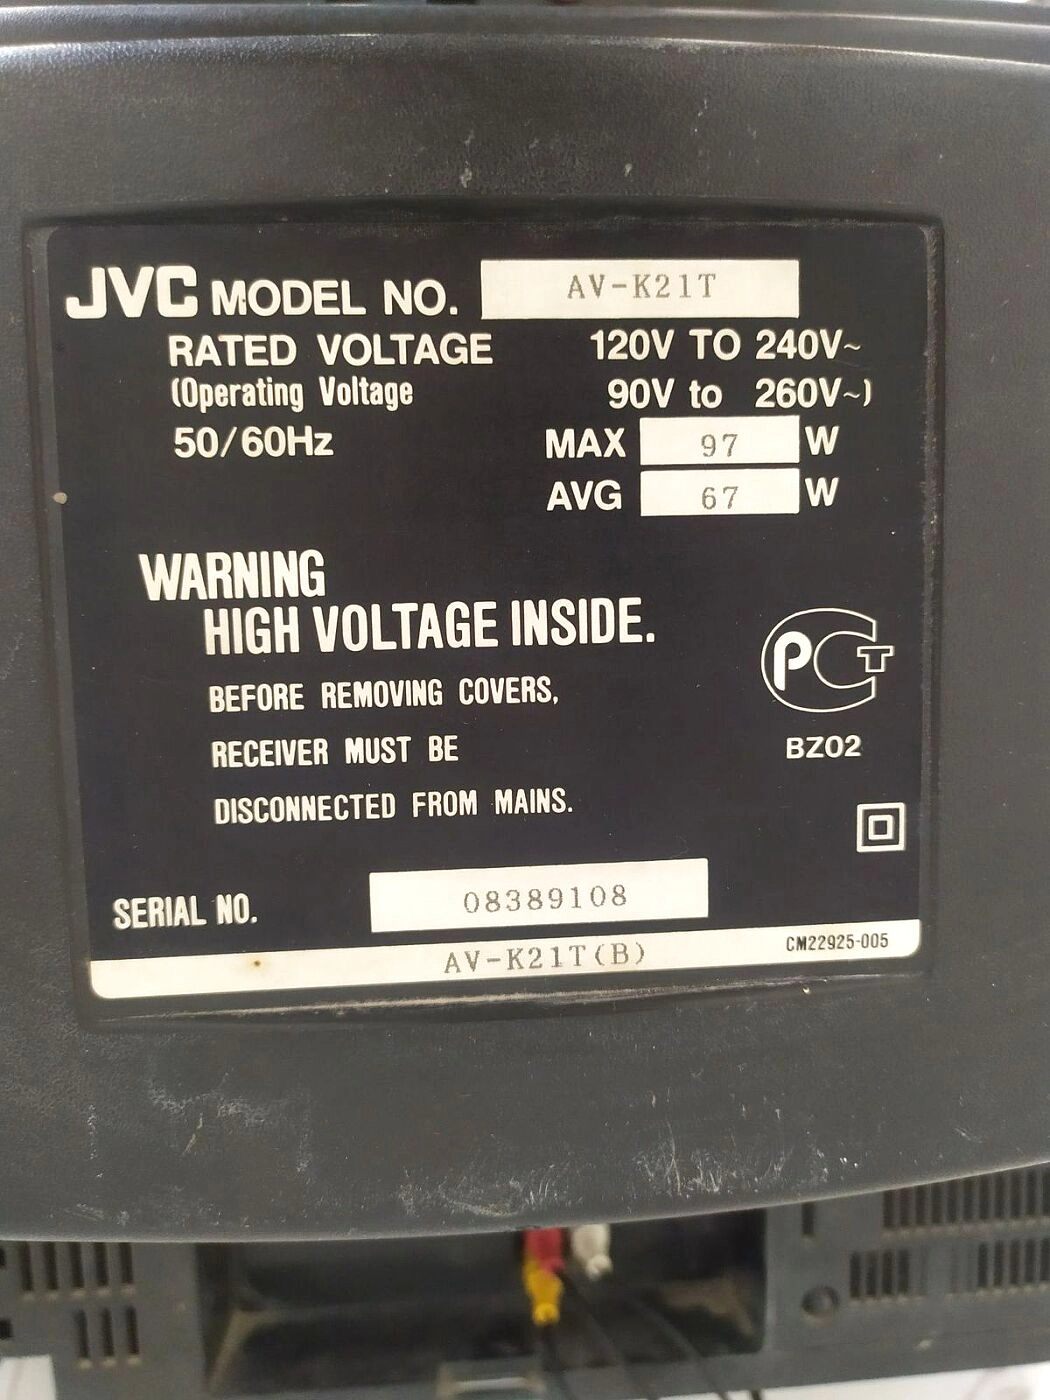 JVC MODEL NO. AV-K21T
RATED VOLTAGE 120V TO 240V~
(Operating Voltage 90V to 260V~)
50/60Hz MAX 97 W
AVG 67 W
WARNING
HIGH VOLTAGE INSIDE.
BEFORE REMOVING COVERS,
RECEIVER MUST BE
DISCONNECTED FROM MAINS.
PCT
BZ02
SERIAL NO. 08389108
AV-K21T(B) CM22925-005